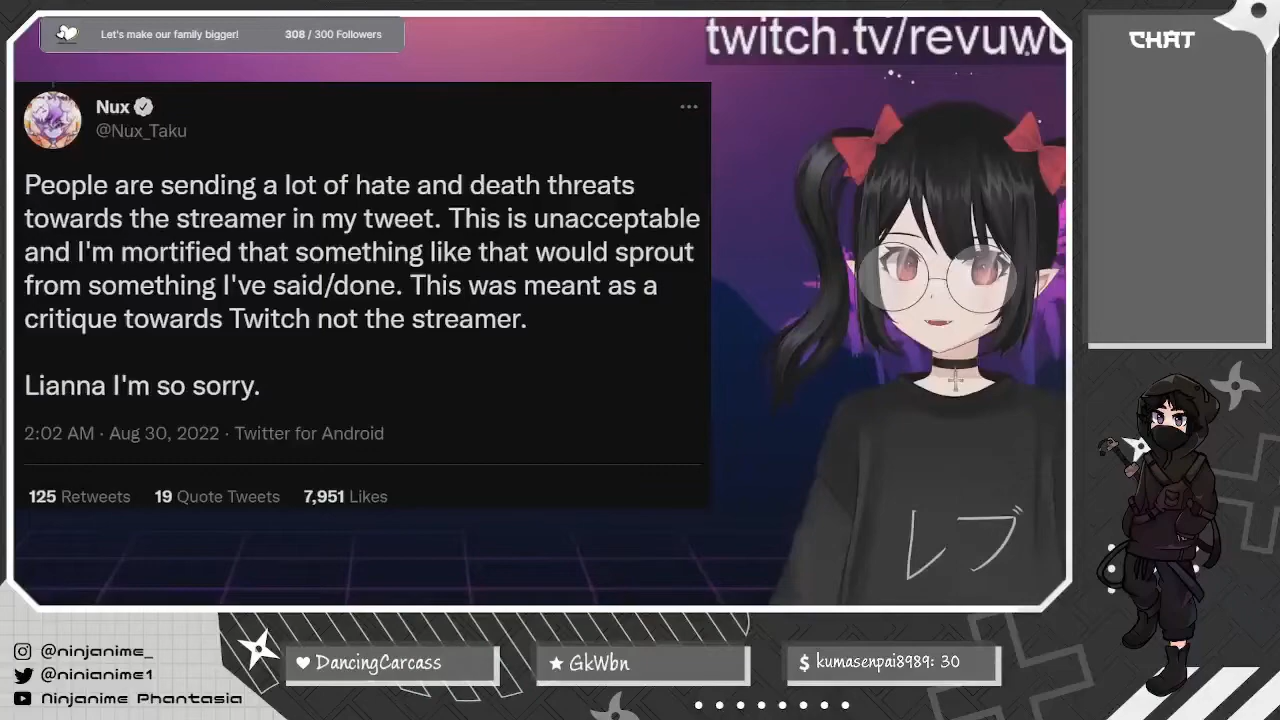 Let's make our family bigger! 308 / 300 Followers
twitch.tv/revuwu
CHAT
Nux
@Nux_Taku
People are sending a lot of hate and death threats
towards the streamer in my tweet. This is unacceptable
and I'm mortified that something like that would sprout
from something I've said/done. This was meant as a
critique towards Twitch not the streamer.
Lianna I'm so sorry.
2:02 AM · Aug 30, 2022 · Twitter for Android
125 Retweets 19 Quote Tweets 7,951 Likes
レブ
@ninjanime_
@ninjanime1
Ninjanime Phantasia
DancingCarcass
GkWbn
$ kumasenpai8989: 30